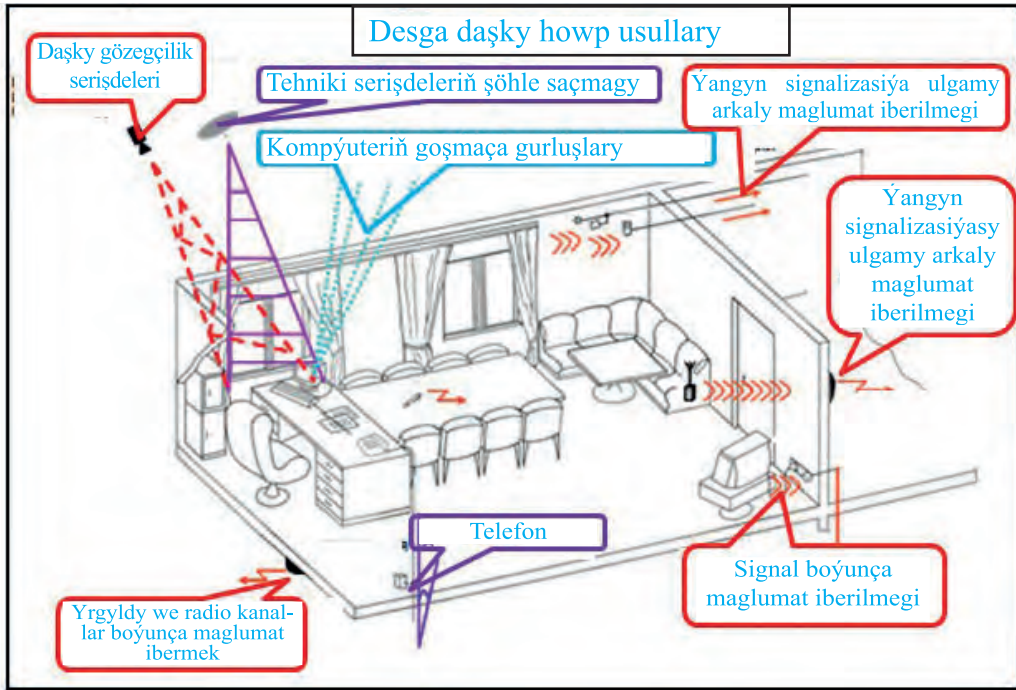 Desga daşky howp usullary
Daşky gözegçilik
serişdeleri
Tehniki serişdeleriň şöhle saçmagy
Kompýuteriň goşmaça gurluşlary
Ýangyn signalizasiýa ulgamy
arkaly maglumat iberilmegi
Ýangyn
signalizasiýasy
ulgamy arkaly
maglumat
iberilmegi
Telefon
Signal boýunça
maglumat iberilmegi
Yrgyldy we radio kanal-
lar boýunça maglumat
ibermek